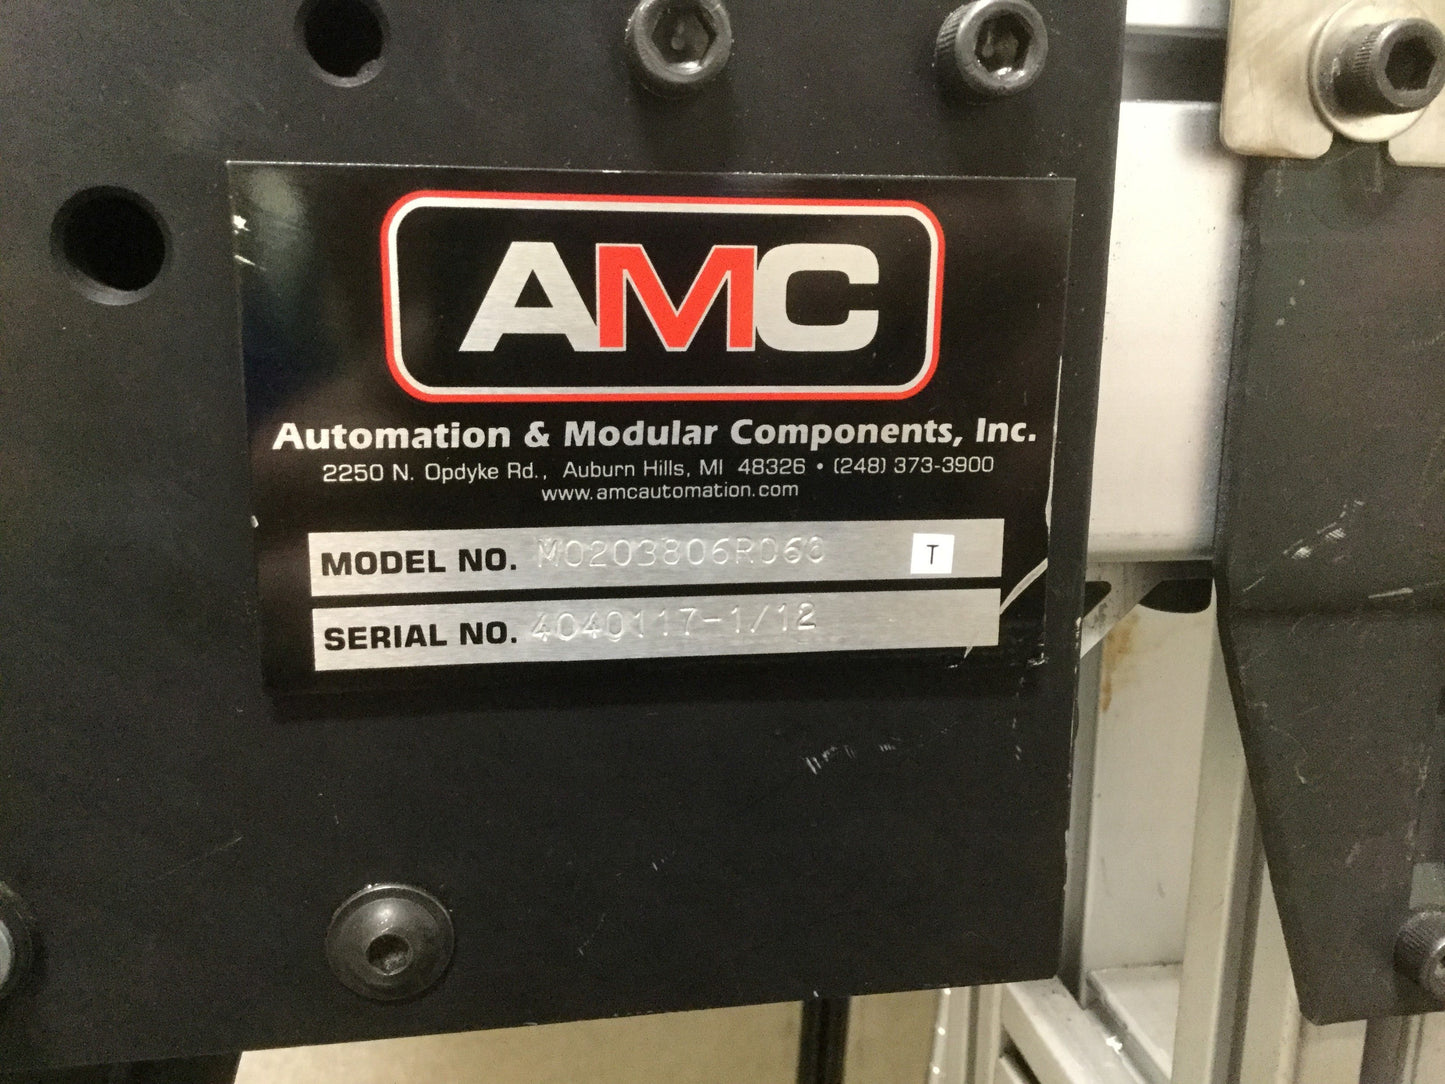 AMC
Automation & Modular Components, Inc.
2250 N. Opdyke Rd., Auburn Hills, MI 48326 • (248) 373-3900
www.amcautomation.com
MODEL NO. M0203806R060 T
SERIAL NO. 4040117-1/12